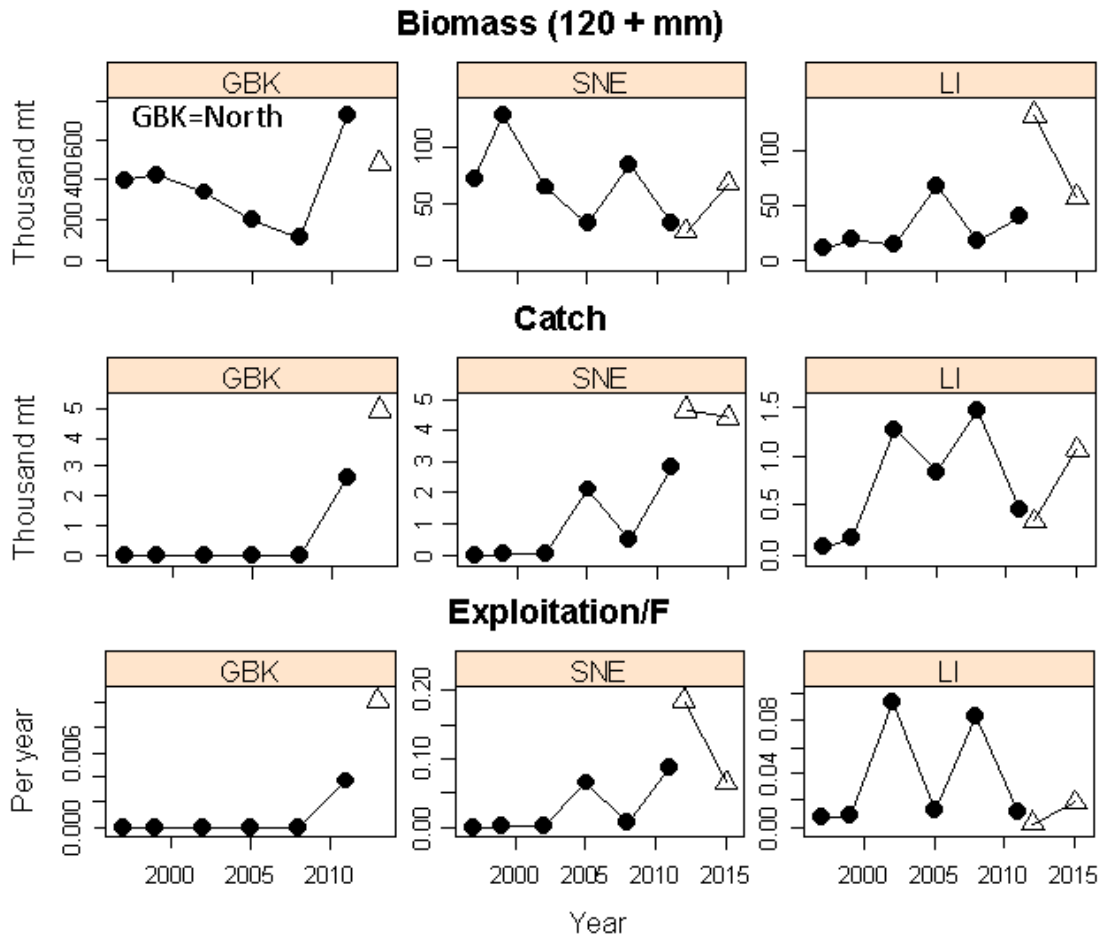 Biomass (120 + mm)
GBK
SNE
LI
GBK=North
Thousand mt
0 200 400 600
0 50 100
0 50 100
2000 2005 2010
2000 2005 2010 2015
2000 2005 2010 2015
Catch
GBK
SNE
LI
Thousand mt
0 1 2 3 4 5
0 1 2 3 4 5
0.0 0.5 1.0 1.5
Exploitation/F
GBK
SNE
LI
Per year
0.000 0.006
0.00 0.10 0.20
0.00 0.04 0.08
Year